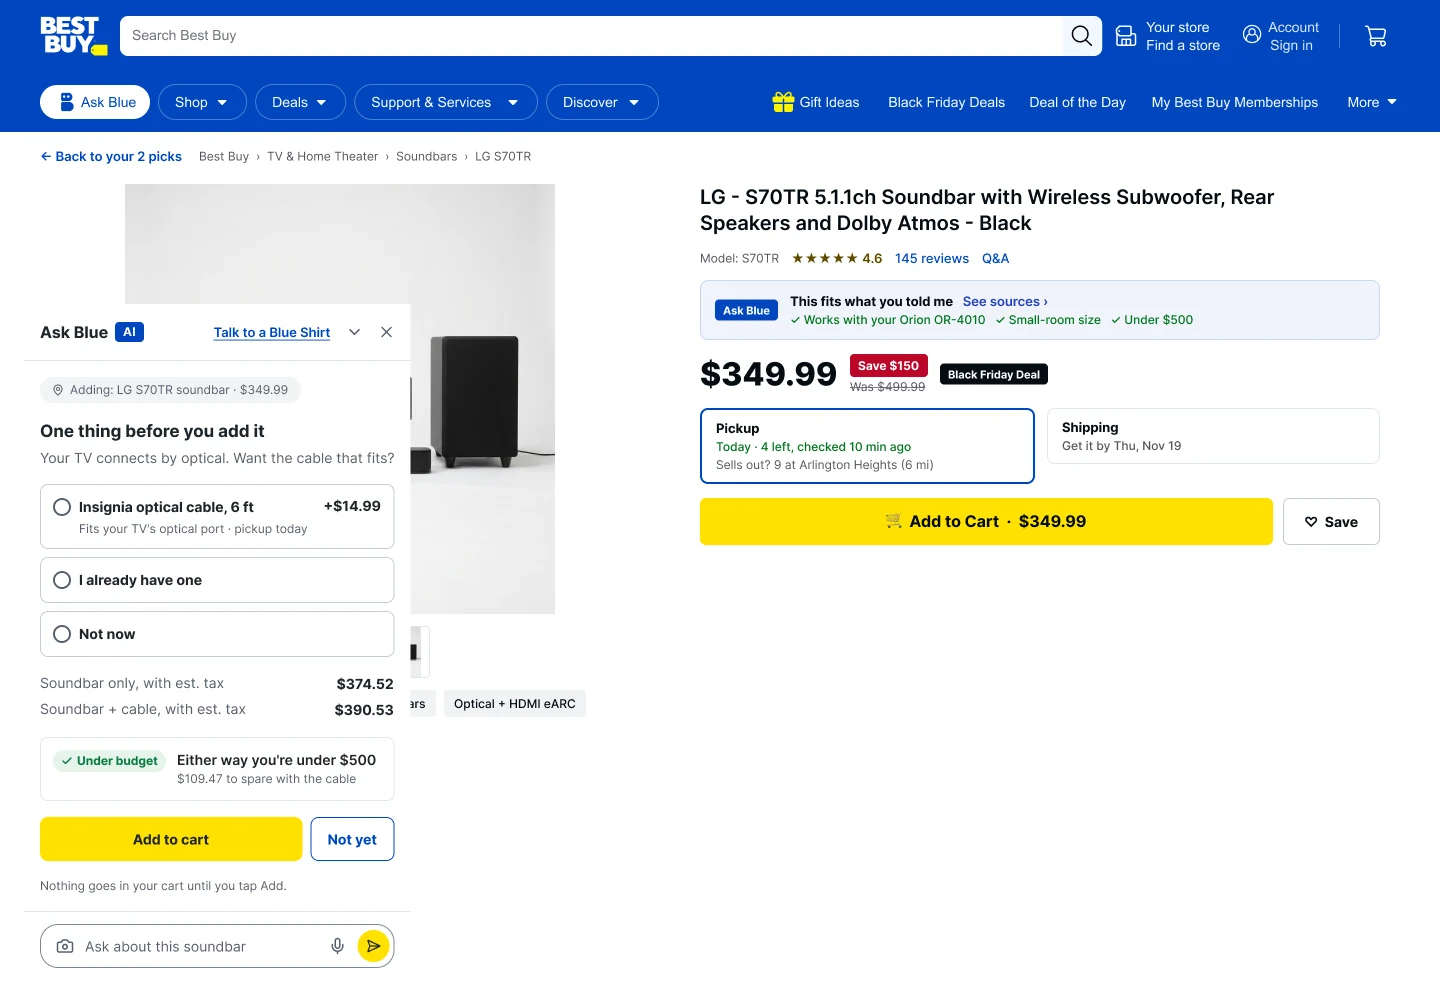 BEST
BUY
Search Best Buy
Your store
Find a store
Account
Sign in
Ask Blue
Shop
Deals
Support & Services
Discover
Gift Ideas
Black Friday Deals
Deal of the Day
My Best Buy Memberships
More
← Back to your 2 picks
Best Buy › TV & Home Theater › Soundbars › LG S70TR
LG - S70TR 5.1.1ch Soundbar with Wireless Subwoofer, Rear
Speakers and Dolby Atmos - Black
Model: S70TR ★★★★★ 4.6 145 reviews Q&A
Ask Blue
This fits what you told me See sources ›
✓ Works with your Orion OR-4010 ✓ Small-room size ✓ Under $500
$349.99
Save $150
Was $499.99
Black Friday Deal
Pickup
Today · 4 left, checked 10 min ago
Sells out? 9 at Arlington Heights (6 mi)
Shipping
Get it by Thu, Nov 19
Add to Cart · $349.99
Save
Ask Blue AI
Talk to a Blue Shirt
Adding: LG S70TR soundbar · $349.99
One thing before you add it
Your TV connects by optical. Want the cable that fits?
Insignia optical cable, 6 ft +$14.99
Fits your TV's optical port · pickup today
I already have one
Not now
Soundbar only, with est. tax $374.52
Soundbar + cable, with est. tax $390.53
✓ Under budget
Either way you're under $500
$109.47 to spare with the cable
Add to cart
Not yet
Nothing goes in your cart until you tap Add.
Ask about this soundbar
Optical + HDMI eARC